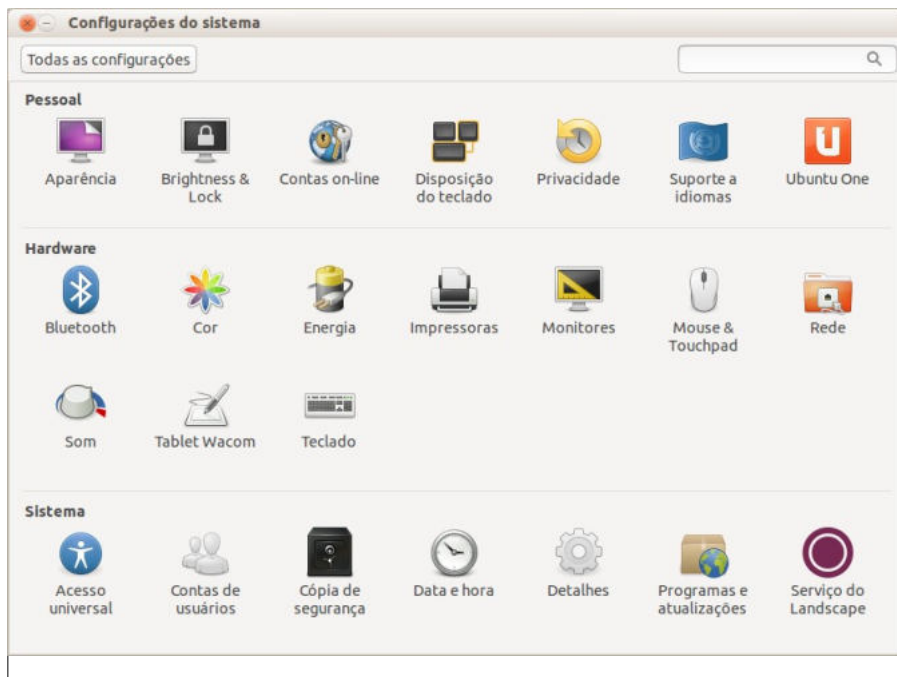 Configurações do sistema
Todas as configurações
Pessoal
Aparência
Brightness &
Lock
Contas on-line
Disposição
do teclado
Privacidade
Suporte a
idiomas
Ubuntu One
Hardware
Bluetooth
Cor
Energia
Impressoras
Monitores
Mouse &
Touchpad
Rede
Som
Tablet Wacom
Teclado
Sistema
Acesso
universal
Contas de
usuários
Cópia de
segurança
Data e hora
Detalhes
Programas e
atualizações
Serviço do
Landscape